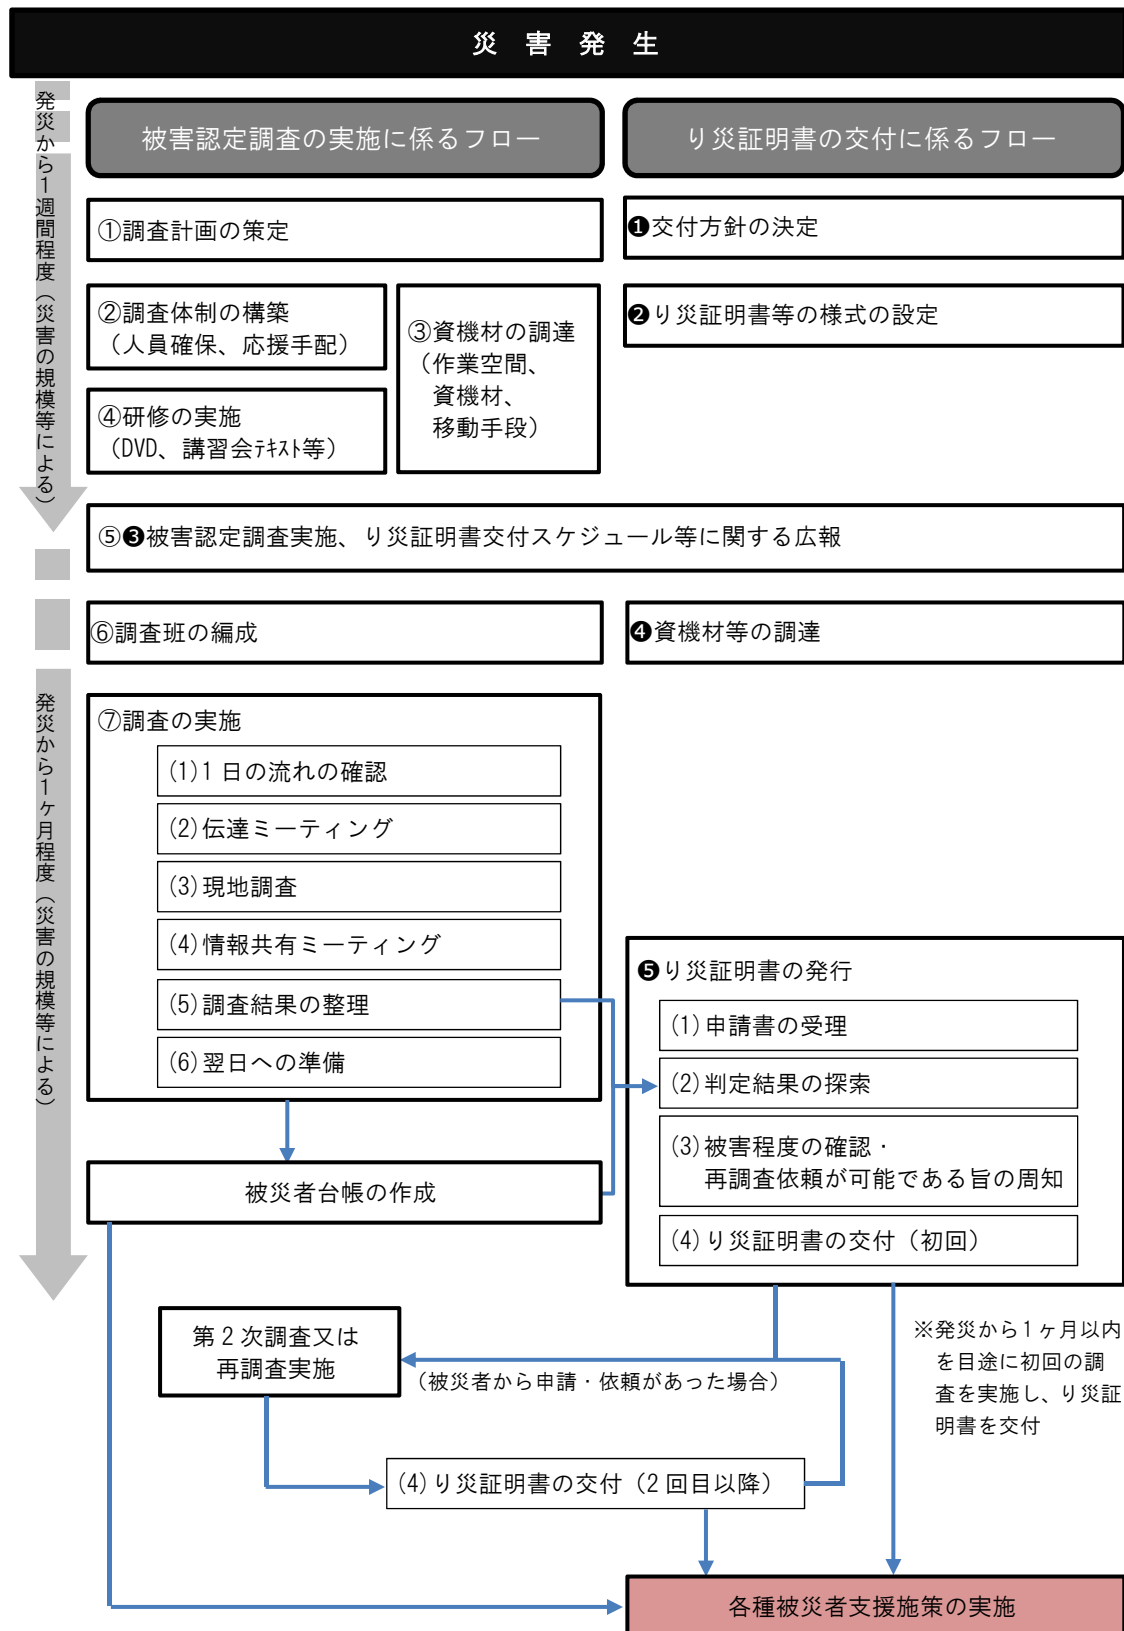 災 害 発 生
発災から1週間程度（災害の規模等による）
被害認定調査の実施に係るフロー
り災証明書の交付に係るフロー
①調査計画の策定
❶交付方針の決定
②調査体制の構築
（人員確保、応援手配）
③資機材の調達
（作業空間、
資機材、
移動手段）
❷り災証明書等の様式の設定
④研修の実施
（DVD、講習会ﾃｷｽﾄ等）
⑤❸被害認定調査実施、り災証明書交付スケジュール等に関する広報
⑥調査班の編成
❹資機材等の調達
発災から1ヶ月程度（災害の規模等による）
⑦調査の実施
(1)1日の流れの確認
(2)伝達ミーティング
(3)現地調査
(4)情報共有ミーティング
(5)調査結果の整理
(6)翌日への準備
❺り災証明書の発行
(1)申請書の受理
(2)判定結果の探索
(3)被害程度の確認・
再調査依頼が可能である旨の周知
(4)り災証明書の交付（初回）
被災者台帳の作成
第2次調査又は
再調査実施
（被災者から申請・依頼があった場合）
※発災から1ヶ月以内
を目途に初回の調
査を実施し、り災証
明書を交付
(4)り災証明書の交付（2回目以降）
各種被災者支援施策の実施